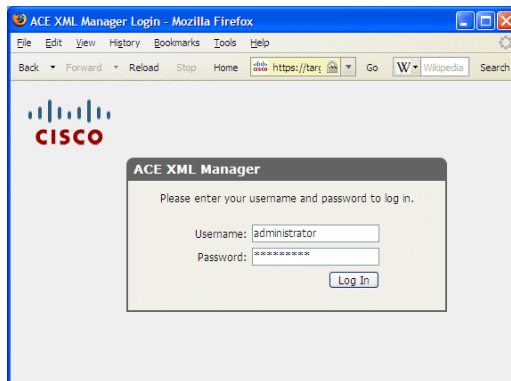 ACE XML Manager Login - Mozilla Firefox
File Edit View History Bookmarks Tools Help
Back Forward Reload Stop Home https://targ Go W Wikipedia Search
CISCO
ACE XML Manager
Please enter your username and password to log in.
Username: administrator
Password: *********
Log In